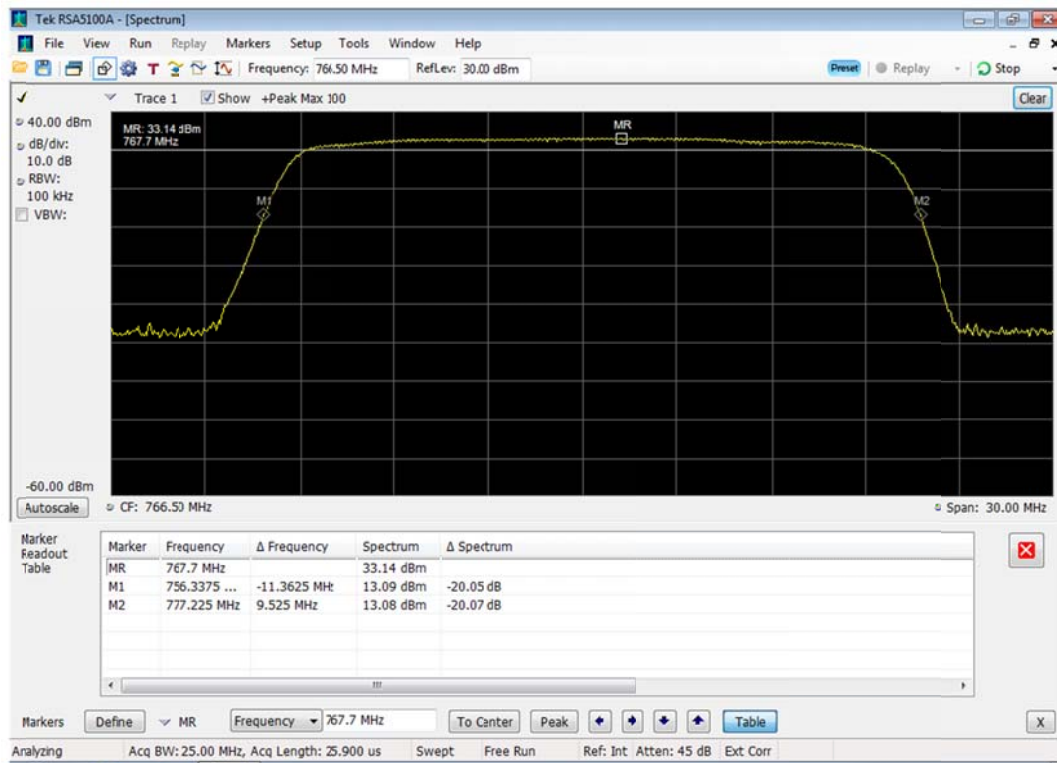 Tek RSA5100A - [Spectrum]
File View Run Replay Markers Setup Tools Window Help
T Frequency: 766.50 MHz RefLev: 30.00 dBm Preset Replay Stop
Trace 1 Show +Peak Max 100 Clear
40.00 dBm
dB/div:
10.0 dB
RBW:
100 kHz
VBW:
MR: 33.14 dBm
767.7 MHz
MR
M1
M2
-60.00 dBm
Autoscale CF: 766.50 MHz Span: 30.00 MHz
Marker Readout Table
Marker Frequency Δ Frequency Spectrum Δ Spectrum
MR 767.7 MHz 33.14 dBm
M1 756.3375 ... -11.3625 MHz 13.09 dBm -20.05 dB
M2 777.225 MHz 9.525 MHz 13.08 dBm -20.07 dB
Markers Define MR Frequency 767.7 MHz To Center Peak Table X
Analyzing Acq BW: 25.00 MHz, Acq Length: 25.900 us Swept Free Run Ref: Int Atten: 45 dB Ext Corr